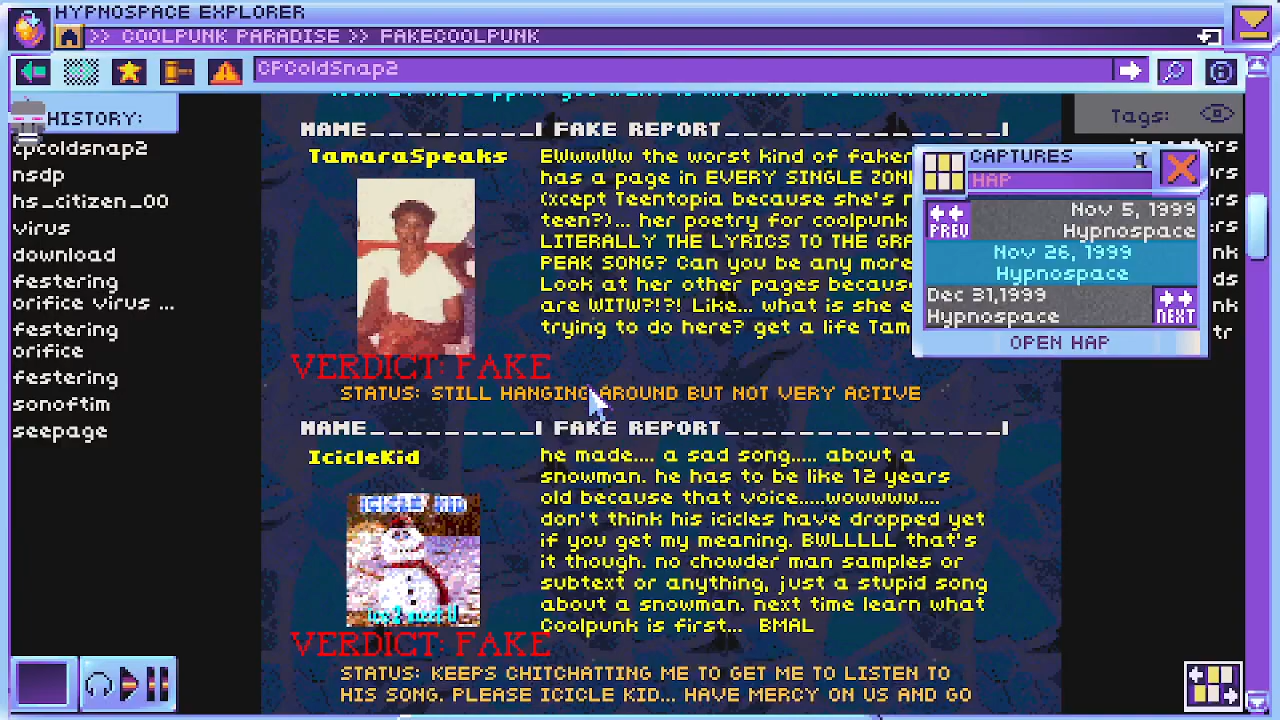 HYPNOSPACE EXPLORER
>> COOLPUNK PARADISE >> FAKECOOLPUNK
CPColdSnap2
HISTORY:
cpcoldsnap2
nsdp
hs_citizen_00
virus
download
festering
orifice virus ...
festering
orifice
festering
sonoftim
seepage
NAME_________| FAKE REPORT_________________|
TamaraSpeaks
EWwwWw the worst kind of faker
has a page in EVERY SINGLE ZON
(xcept Teentopia because she's n
teen?)... her poetry for coolpunk
LITERALLY THE LYRICS TO THE GRA
PEAK SONG? Can you be any more
Look at her other pages becaus
are WITW?!?! Like... what is she e
trying to do here? get a life Tam
VERDICT: FAKE
STATUS: STILL HANGING AROUND BUT NOT VERY ACTIVE
NAME_________| FAKE REPORT_________________|
IcicleKid
ICICLE KID
he made.... a sad song..... about a
snowman. he has to be like 12 years
old because that voice.....wowwww....
don't think his icicles have dropped yet
if you get my meaning. BWLLLLL that's
it though. no chowder man samples or
subtext or anything, just a stupid song
about a snowman. next time learn what
Coolpunk is first... BMAL
VERDICT: FAKE
STATUS: KEEPS CHITCHATTING ME TO GET ME TO LISTEN TO
HIS SONG. PLEASE ICICLE KID... HAVE MERCY ON US AND GO
Tags:
CAPTURES
HAP
PREV
Nov 5, 1999
Hypnospace
Nov 26, 1999
Hypnospace
Dec 31,1999
Hypnospace
NEXT
OPEN HAP